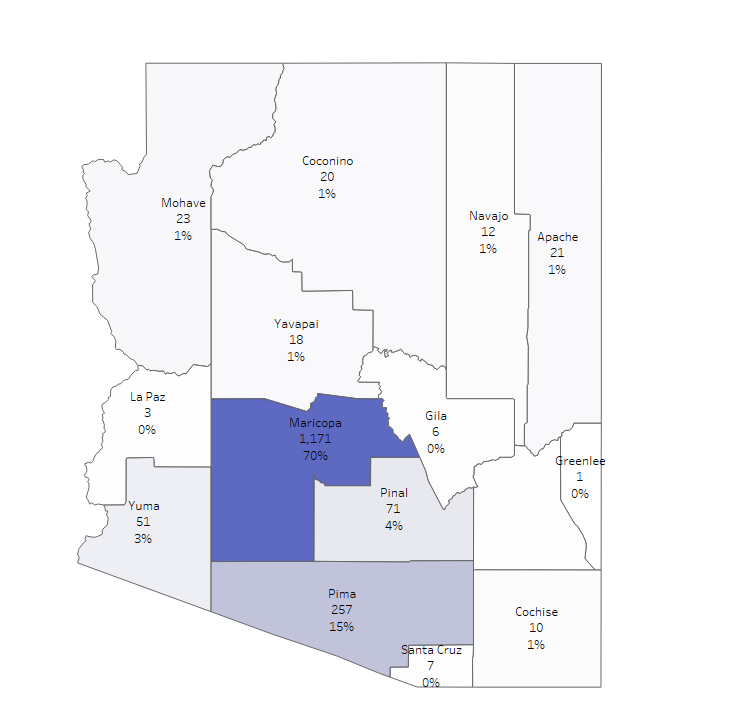 Coconino
20
1%
Mohave
23
1%
Navajo
12
1%
Apache
21
1%
Yavapai
18
1%
La Paz
3
0%
Maricopa
1,171
70%
Gila
6
0%
Greenlee
1
0%
Yuma
51
3%
Pinal
71
4%
Pima
257
15%
Cochise
10
1%
Santa Cruz
7
0%